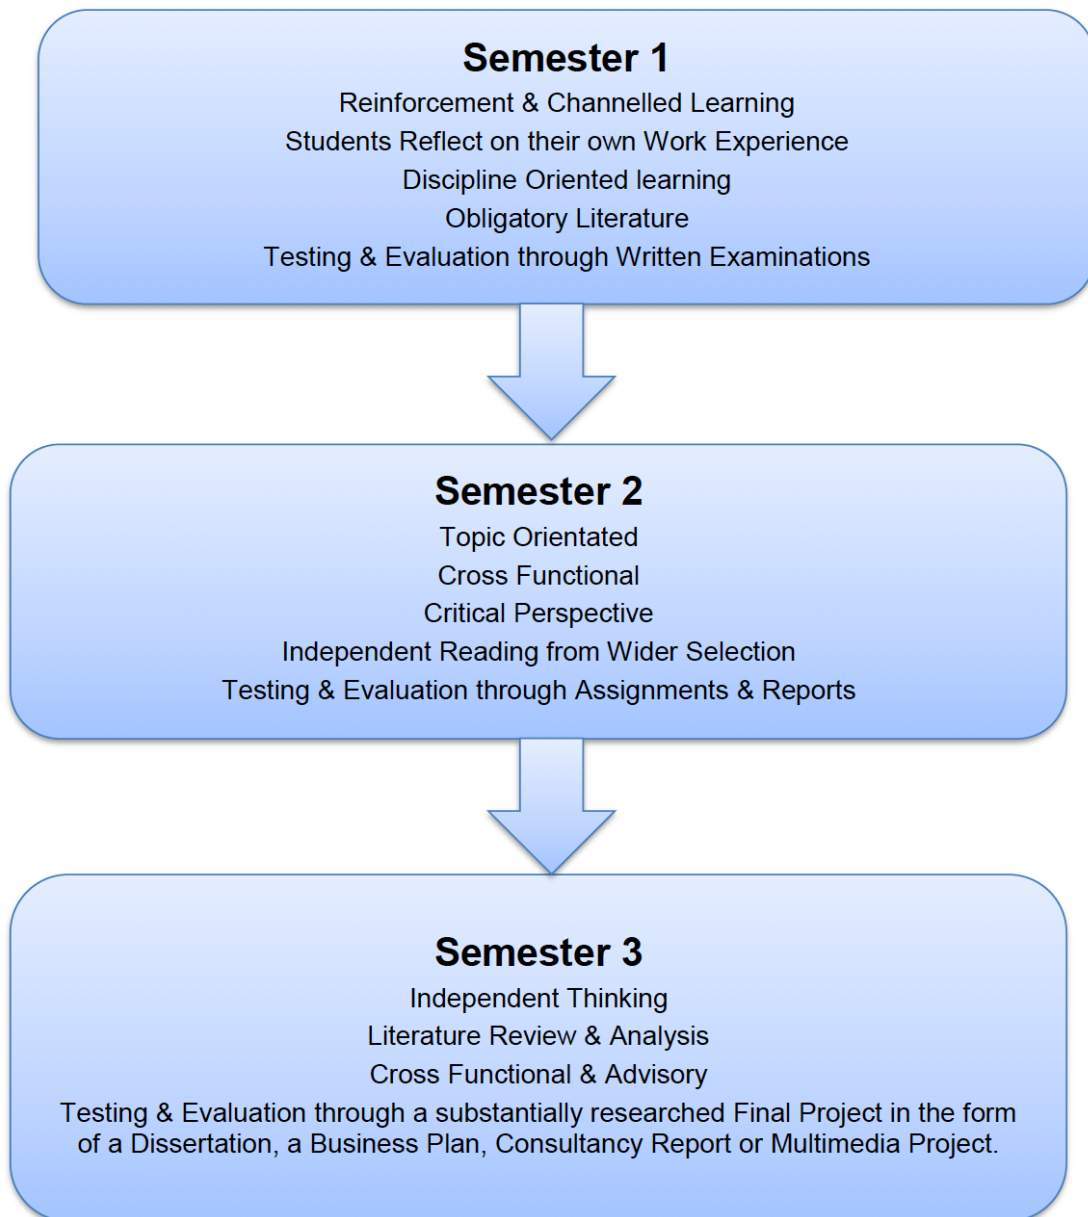 Semester 1
Reinforcement & Channelled Learning
Students Reflect on their own Work Experience
Discipline Oriented learning
Obligatory Literature
Testing & Evaluation through Written Examinations
Semester 2
Topic Orientated
Cross Functional
Critical Perspective
Independent Reading from Wider Selection
Testing & Evaluation through Assignments & Reports
Semester 3
Independent Thinking
Literature Review & Analysis
Cross Functional & Advisory
Testing & Evaluation through a substantially researched Final Project in the form
of a Dissertation, a Business Plan, Consultancy Report or Multimedia Project.